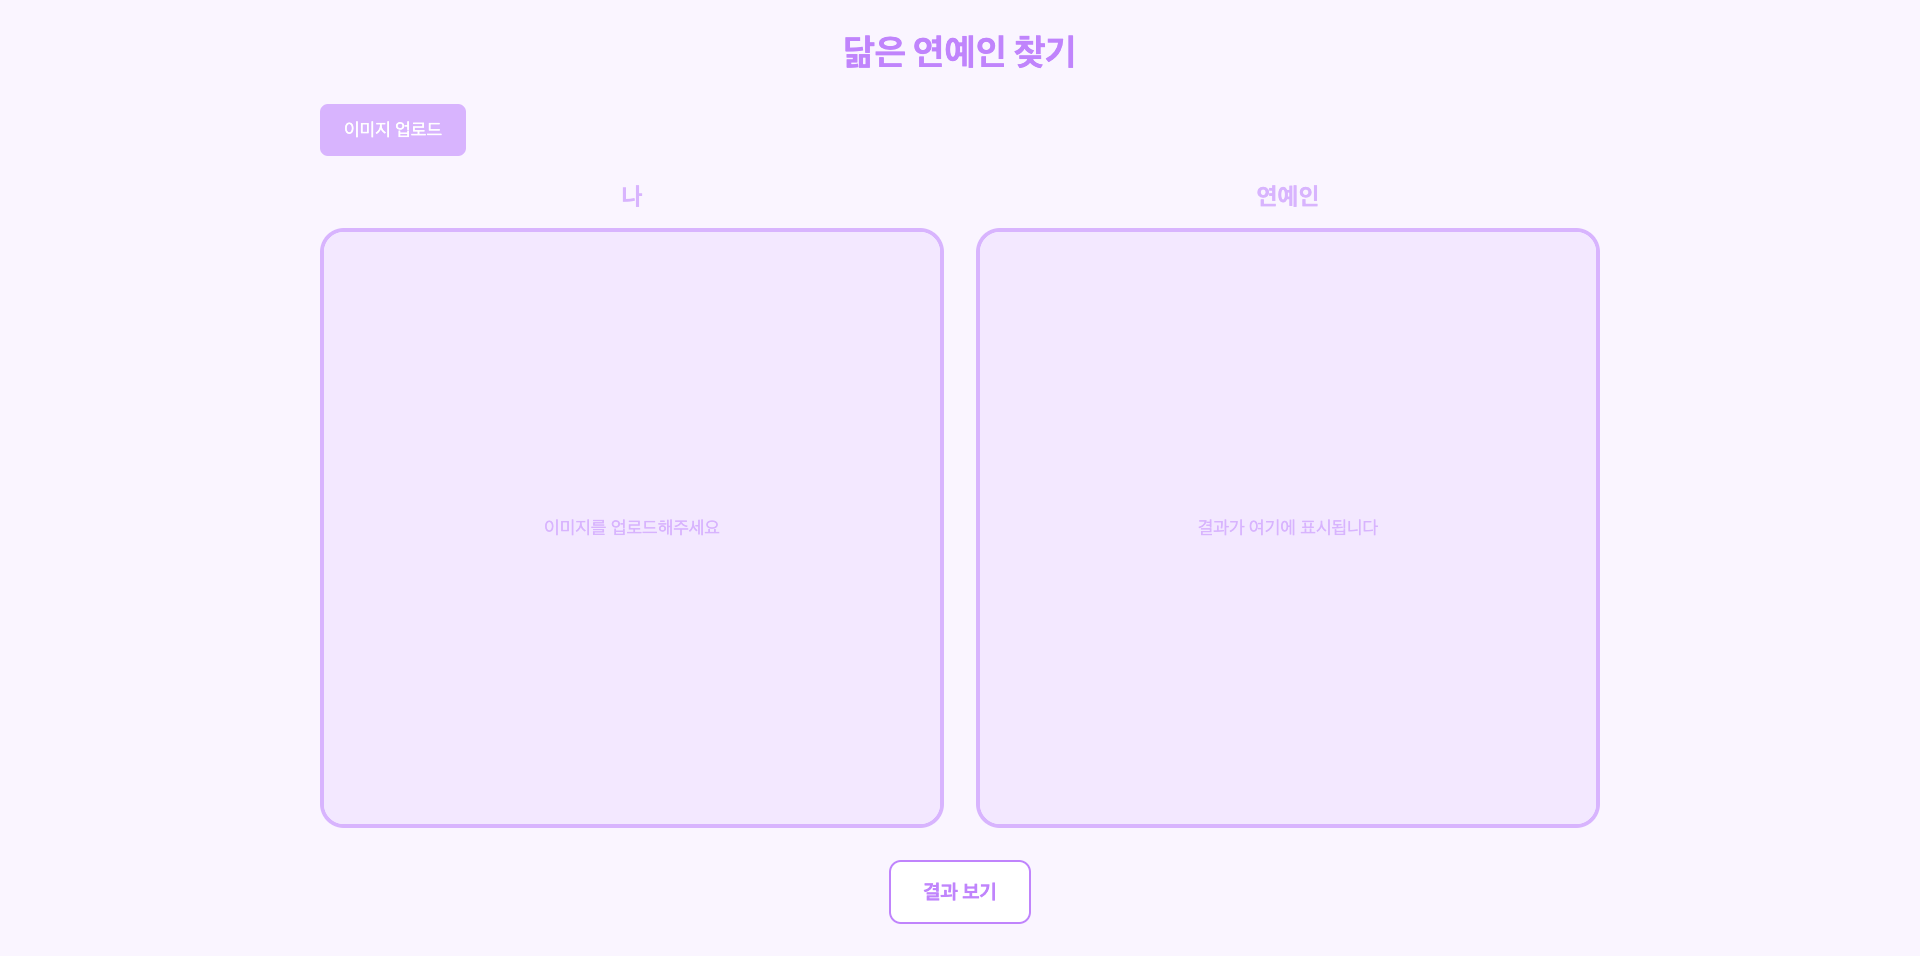 닮은 연예인 찾기
이미지 업로드
나
연예인
이미지를 업로드해주세요
결과가 여기에 표시됩니다
결과 보기